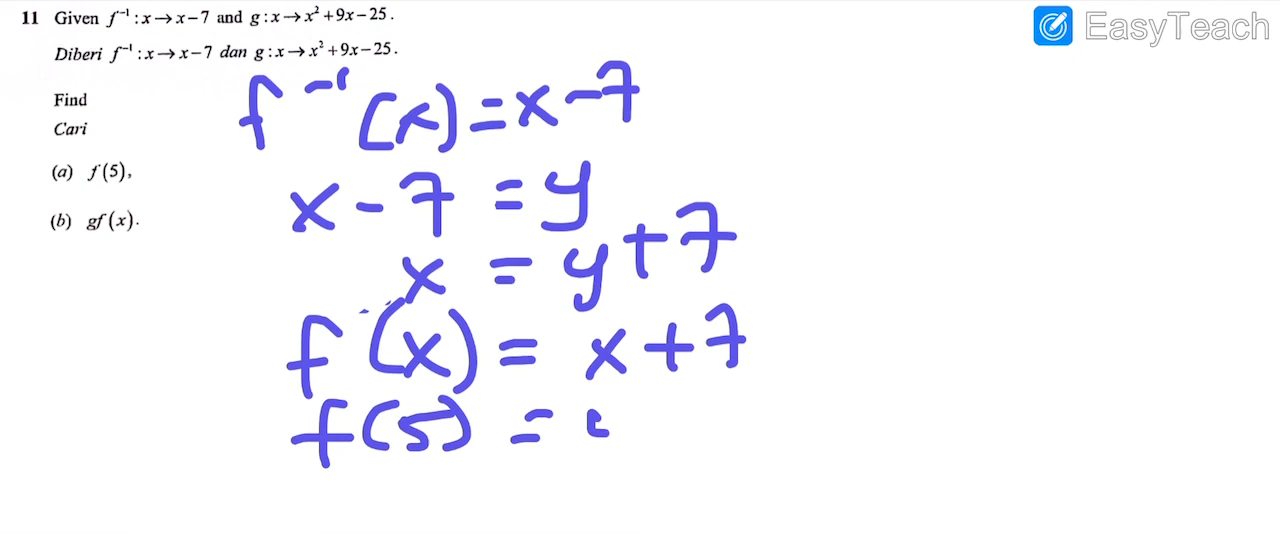 11 Given f⁻¹ : x → x − 7 and g : x → x² + 9x − 25 .
EasyTeach
Diberi f⁻¹ : x → x − 7 dan g : x → x² + 9x − 25 .
Find
f⁻¹(x) = x − 7
Cari
(a) f(5),
x − 7 = y
(b) gf(x).
x = y + 7
f(x) = x + 7
f(5) =